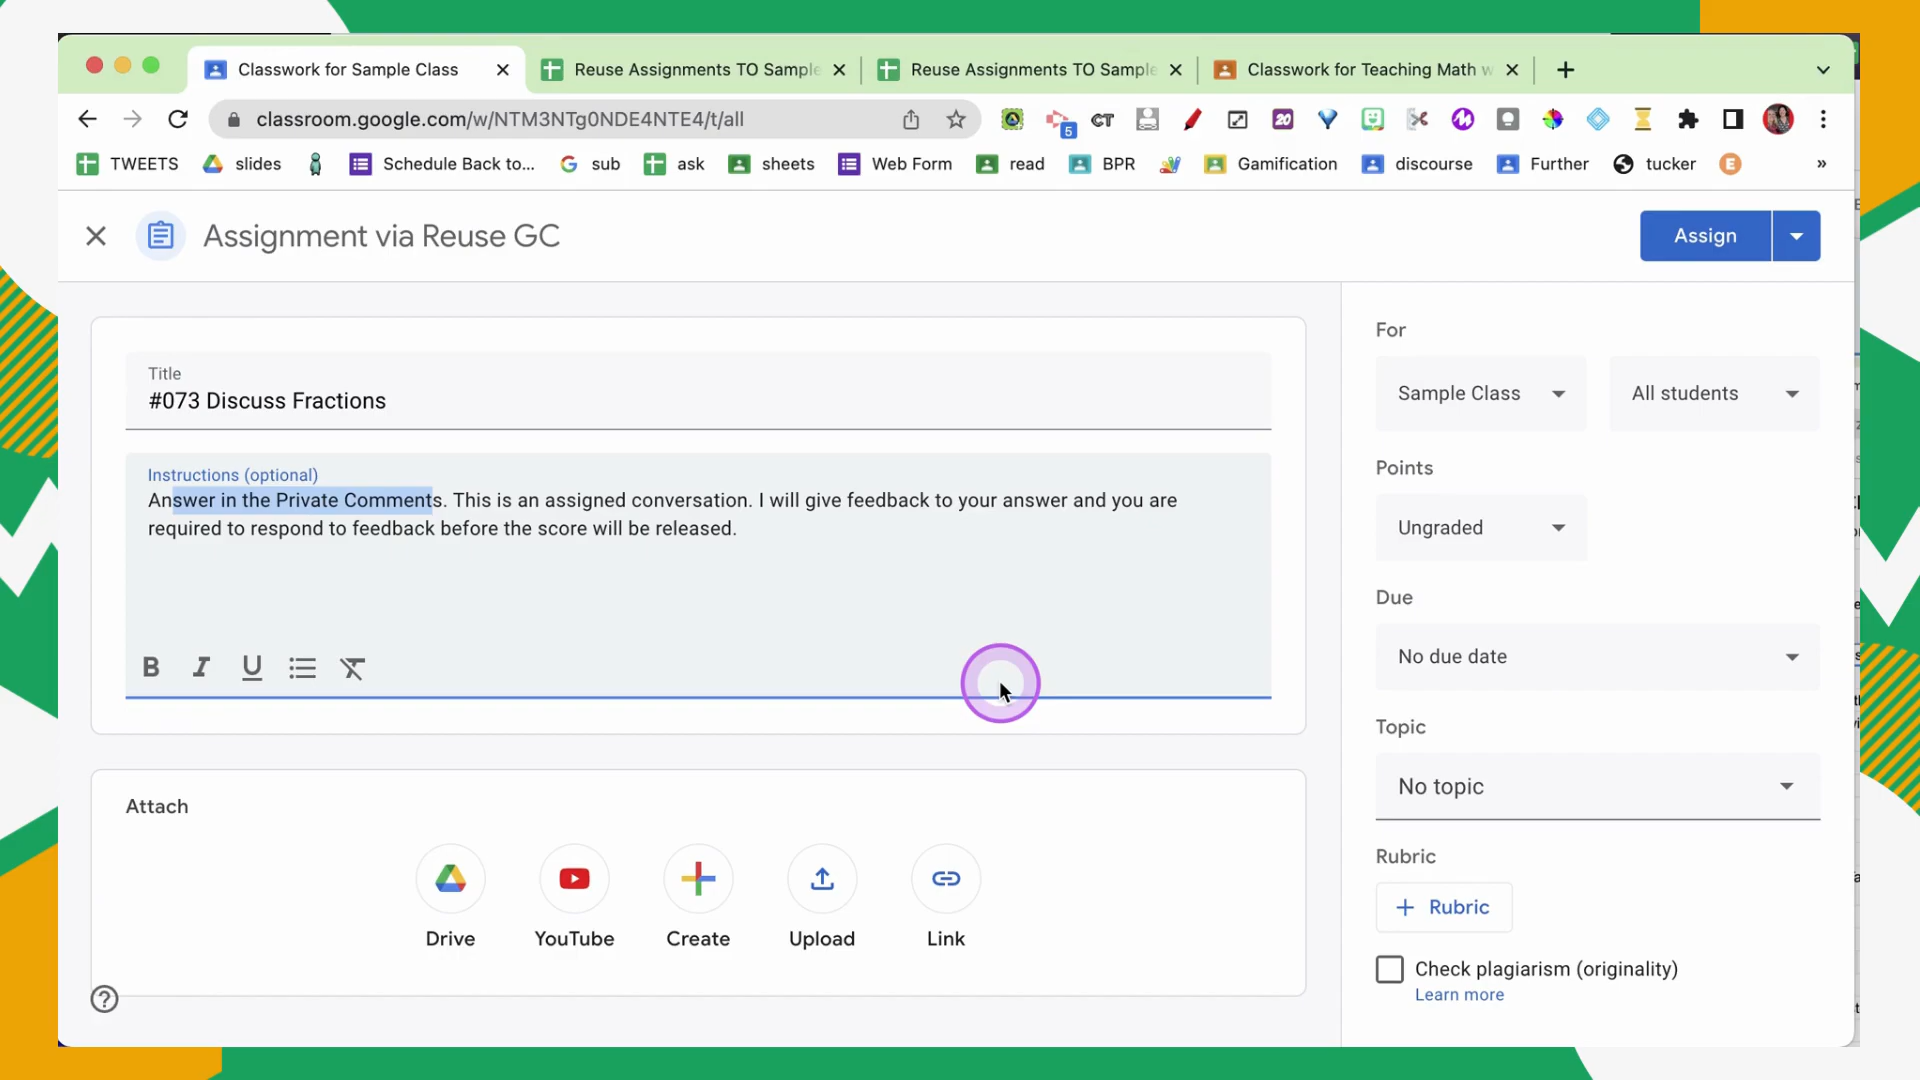 Classwork for Sample Class
Reuse Assignments TO Sample
Reuse Assignments TO Sample
Classwork for Teaching Math w
classroom.google.com/w/NTM3NTg0NDE4NTE4/t/all
5
CT
20
TWEETS
slides
Schedule Back to...
sub
ask
sheets
Web Form
read
BPR
Gamification
discourse
Further
tucker
E
»
Assignment via Reuse GC
Assign
Title
#073 Discuss Fractions
Instructions (optional)
Answer in the Private Comments. This is an assigned conversation. I will give feedback to your answer and you are
required to respond to feedback before the score will be released.
B I U
Attach
Drive
YouTube
Create
Upload
Link
For
Sample Class
All students
Points
Ungraded
Due
No due date
Topic
No topic
Rubric
+ Rubric
Check plagiarism (originality)
Learn more